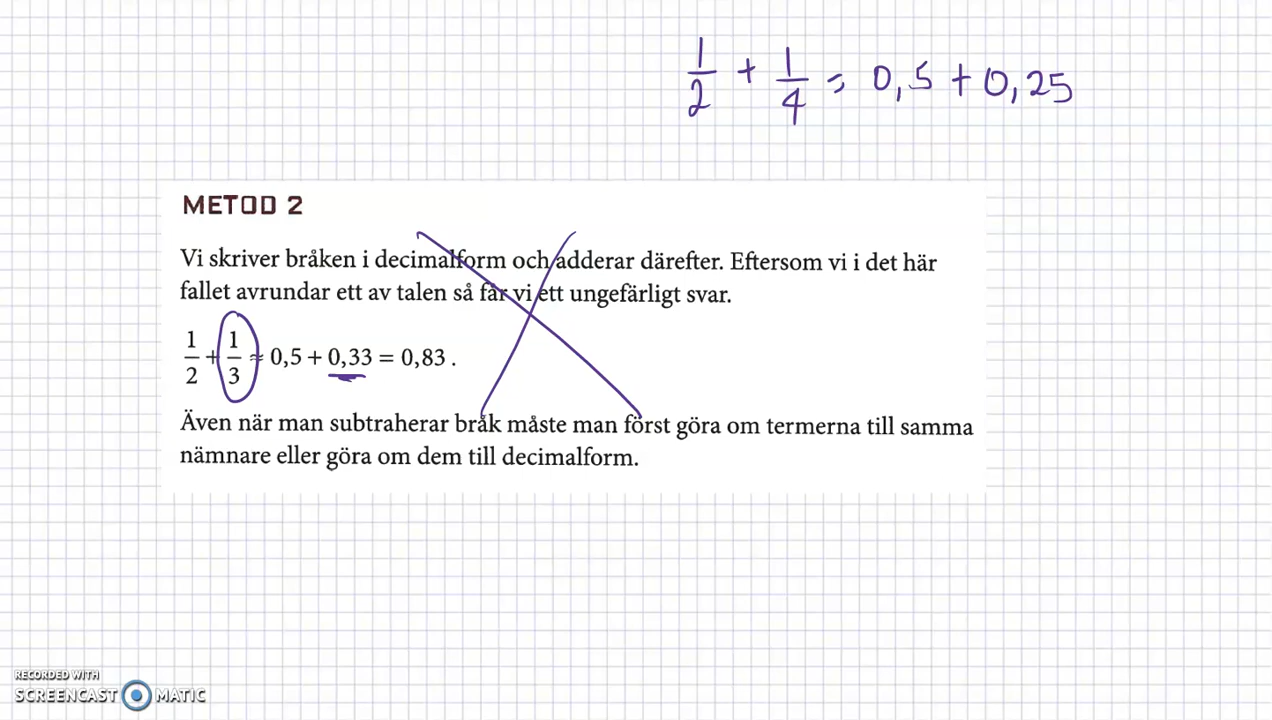 1/2 + 1/4 = 0,5 + 0,25
METOD 2
Vi skriver bråken i decimalform och adderar därefter. Eftersom vi i det här
fallet avrundar ett av talen så får vi ett ungefärligt svar.
1/2 + 1/3 ≈ 0,5 + 0,33 = 0,83 .
Även när man subtraherar bråk måste man först göra om termerna till samma
nämnare eller göra om dem till decimalform.
RECORDED WITH
SCREENCAST MATIC